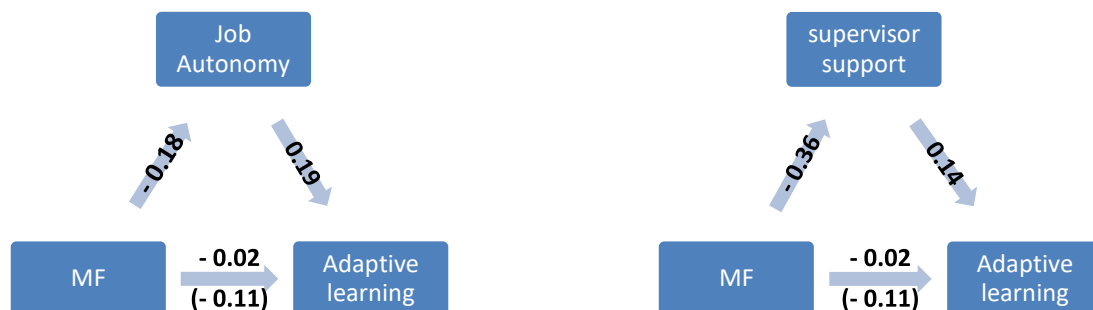 Job
Autonomy
- 0.18
0.19
MF
- 0.02
(- 0.11)
Adaptive
learning
supervisor
support
- 0.36
0.14
MF
- 0.02
(- 0.11)
Adaptive
learning